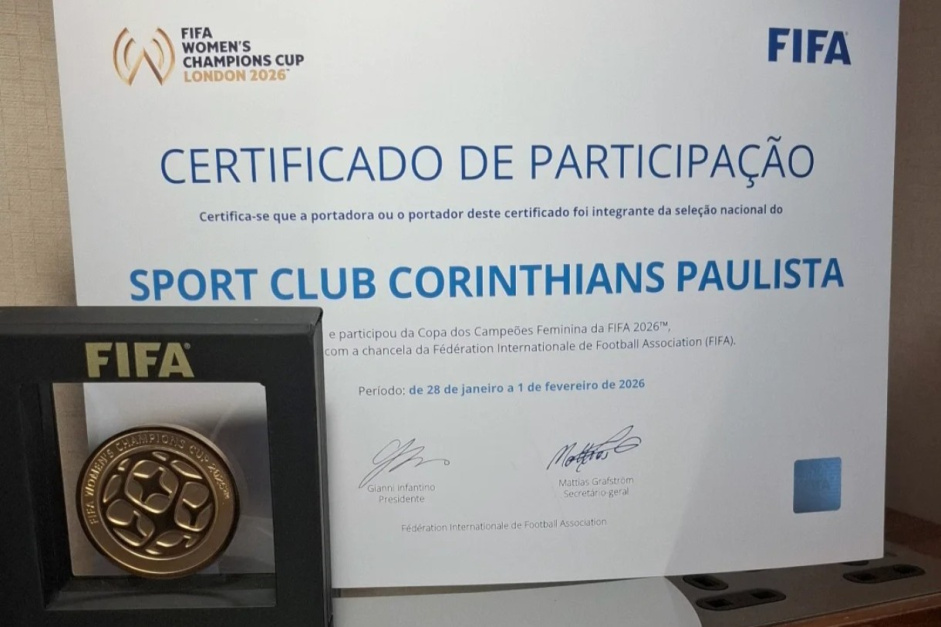 FIFA
WOMEN'S
CHAMPIONS CUP
LONDON 2026™
FIFA®
CERTIFICADO DE PARTICIPAÇÃO
Certifica-se que a portadora ou o portador deste certificado foi integrante da seleção nacional do
SPORT CLUB CORINTHIANS PAULISTA
e participou da Copa dos Campeões Feminina da FIFA 2026™,
com a chancela da Fédération Internationale de Football Association (FIFA).
Período: de 28 de janeiro a 1 de fevereiro de 2026
Gianni Infantino
Presidente
Mattias Grafström
Secretário-geral
Fédération Internationale de Football Association
FIFA®
FIFA WOMEN'S CHAMPIONS CUP 2026™